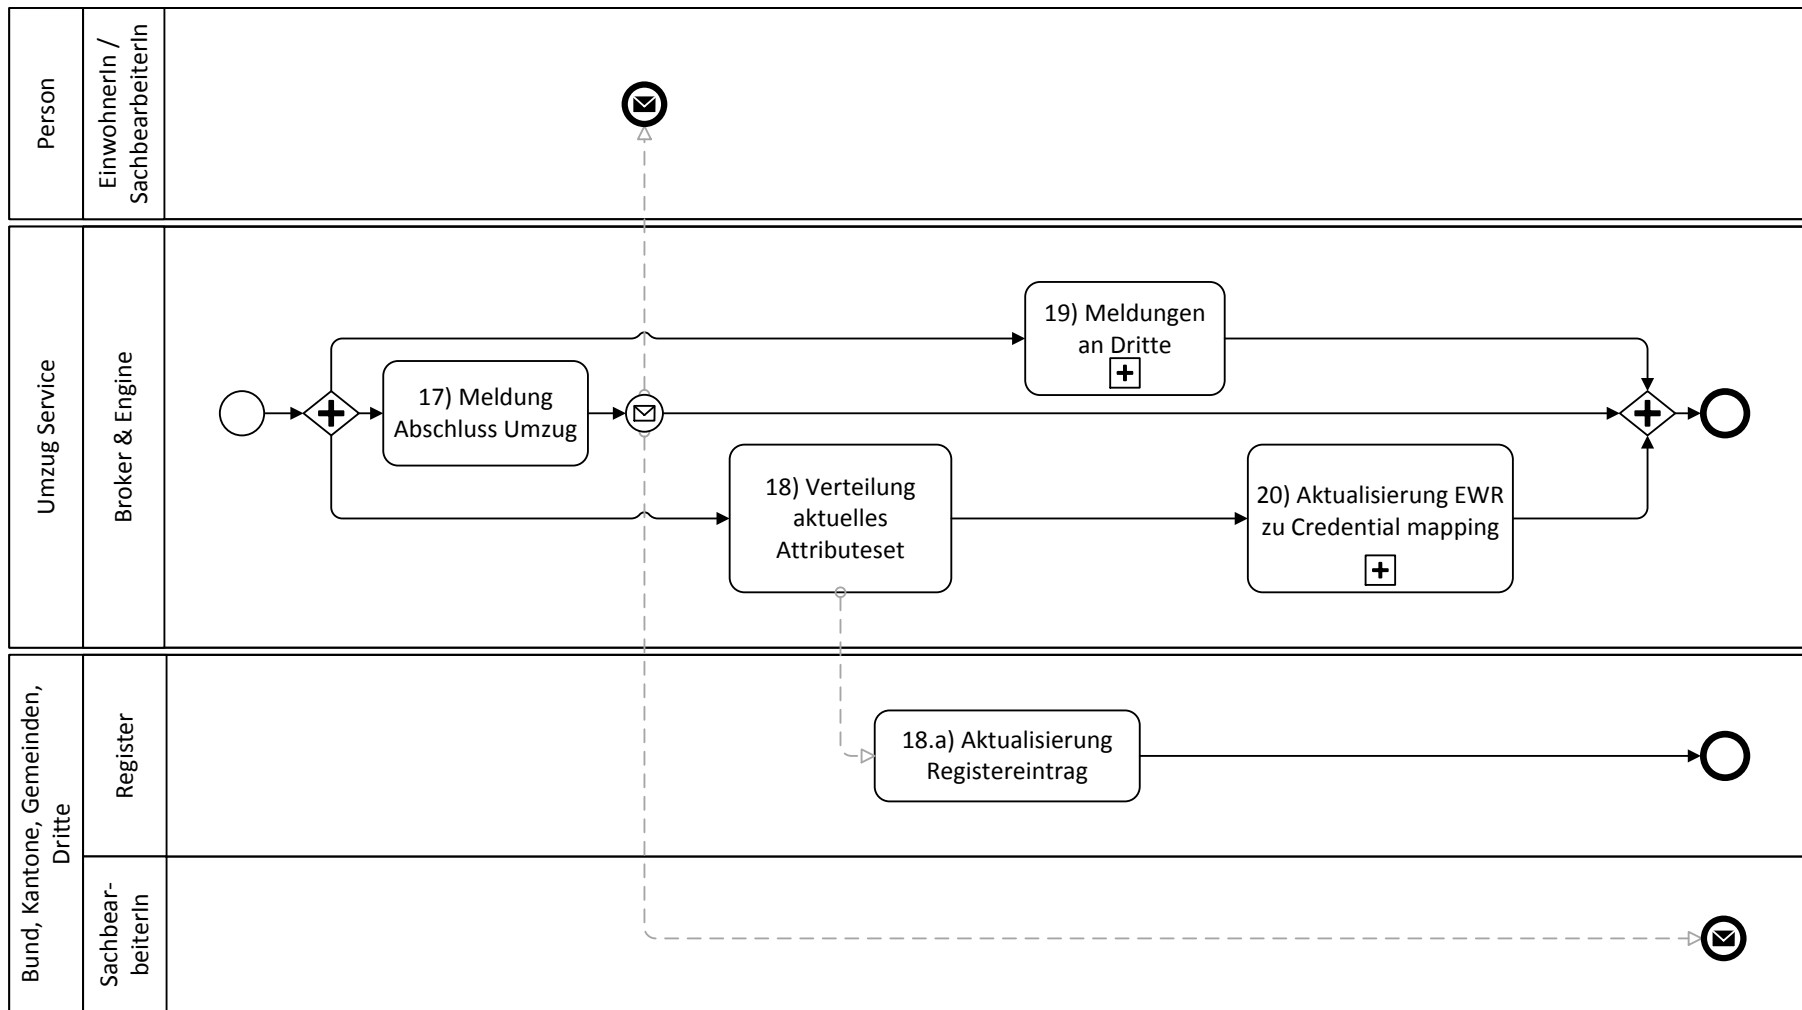 Person
EinwohnerIn /
SachbearbeiterIn
Umzug Service
Broker & Engine
19) Meldungen
an Dritte
17) Meldung
Abschluss Umzug
18) Verteilung
aktuelles
Attributeset
20) Aktualisierung EWR
zu Credential mapping
Bund, Kantone, Gemeinden,
Dritte
Register
18.a) Aktualisierung
Registereintrag
Sachbear-
beiterIn